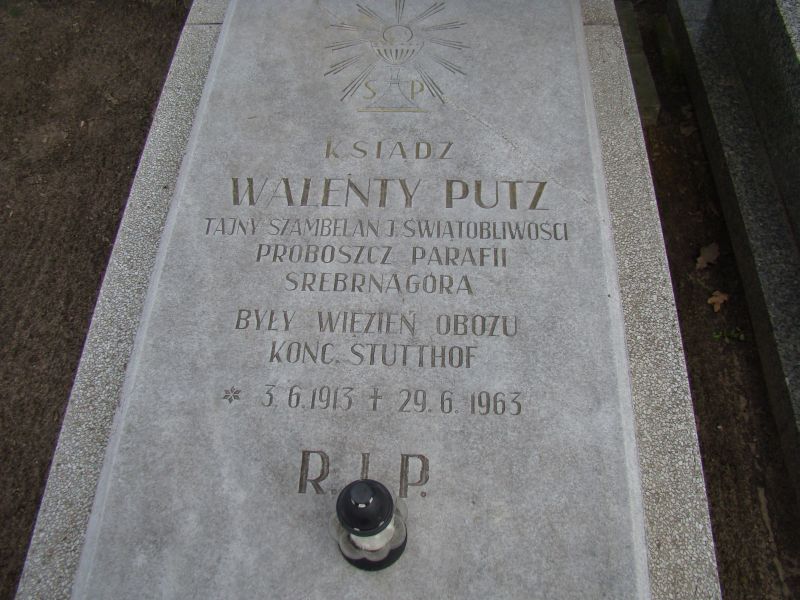 S P
KSIĄDZ
WALENTY PUTZ
TAJNY SZAMBELAN J. ŚWIĄTOBLIWOŚCI
PROBOSZCZ PARAFII
SREBRNAGÓRA
BYŁY WIĘZIEŃ OBOZU
KONC. STUTTHOF
* 3.6.1913 ✝ 29.6.1963
R.I.P.